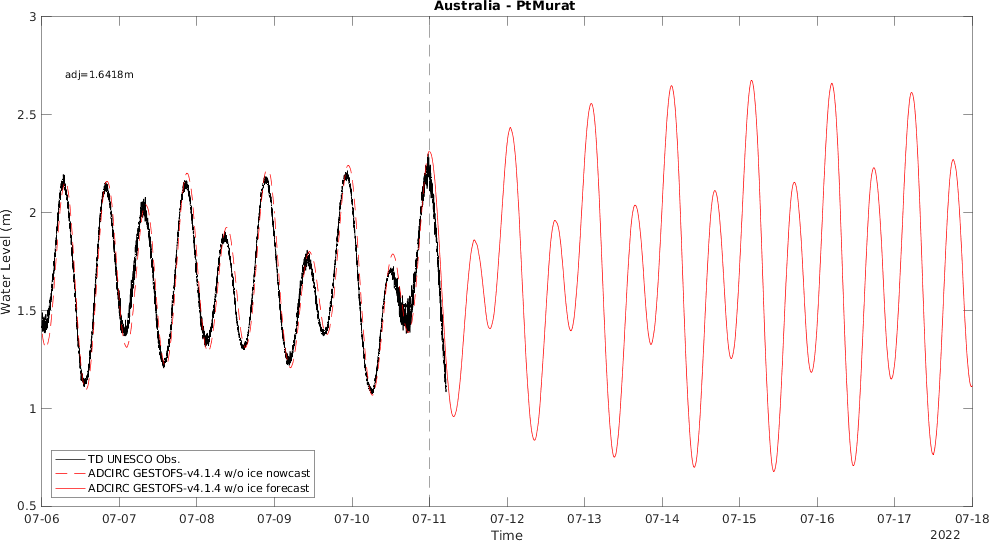 Australia - PtMurat
3
2.5
2
1.5
1
0.5
Water Level (m)
adj=1.6418m
TD UNESCO Obs.
ADCIRC GESTOFS-v4.1.4 w/o ice nowcast
ADCIRC GESTOFS-v4.1.4 w/o ice forecast
07-06 07-07 07-08 07-09 07-10 07-11 07-12 07-13 07-14 07-15 07-16 07-17 07-18
Time
2022